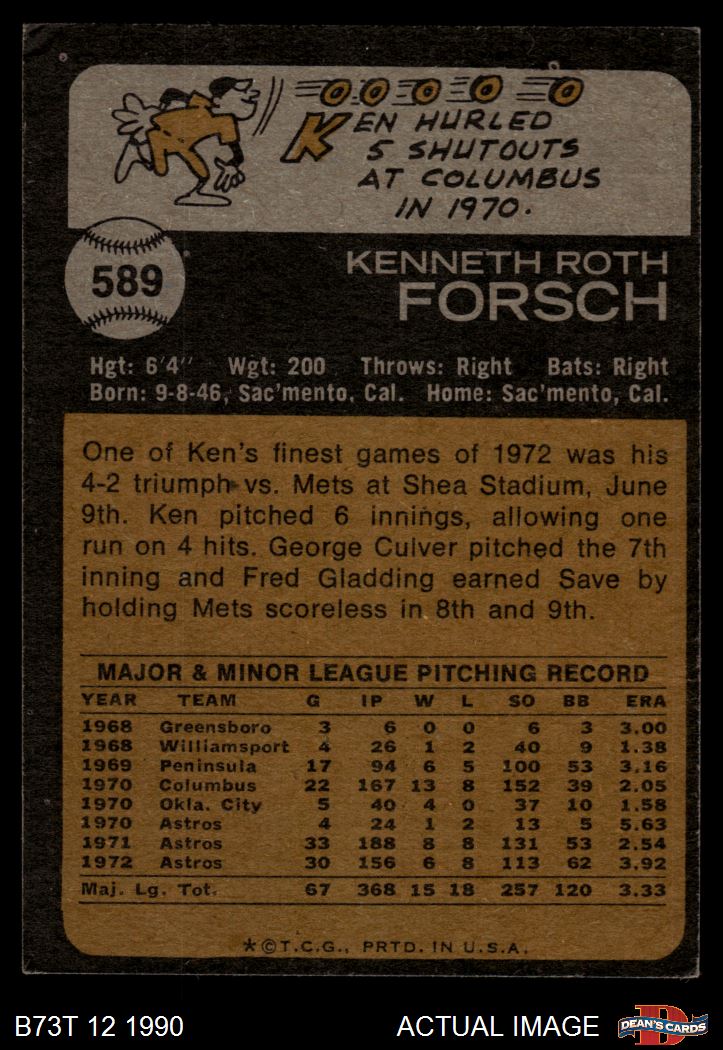 KEN HURLED
5 SHUTOUTS
AT COLUMBUS
IN 1970.
589
KENNETH ROTH
FORSCH
Hgt: 6'4" Wgt: 200 Throws: Right Bats: Right
Born: 9-8-46, Sac'mento, Cal. Home: Sac'mento, Cal.
One of Ken's finest games of 1972 was his
4-2 triumph vs. Mets at Shea Stadium, June
9th. Ken pitched 6 innings, allowing one
run on 4 hits. George Culver pitched the 7th
inning and Fred Gladding earned Save by
holding Mets scoreless in 8th and 9th.
MAJOR & MINOR LEAGUE PITCHING RECORD
YEAR TEAM G IP W L SO BB ERA
1968 Greensboro 3 6 0 0 6 3 3.00
1968 Williamsport 4 26 1 2 40 9 1.38
1969 Peninsula 17 94 6 5 100 53 3.16
1970 Columbus 22 167 13 8 152 39 2.05
1970 Okla. City 5 40 4 0 37 10 1.58
1970 Astros 4 24 1 2 13 5 5.63
1971 Astros 33 188 8 8 131 53 2.54
1972 Astros 30 156 6 8 113 62 3.92
Maj. Lg. Tot. 67 368 15 18 257 120 3.33
*©T.C.G., PRTD. IN U.S.A.
B73T 12 1990 ACTUAL IMAGE DEAN'S CARDS